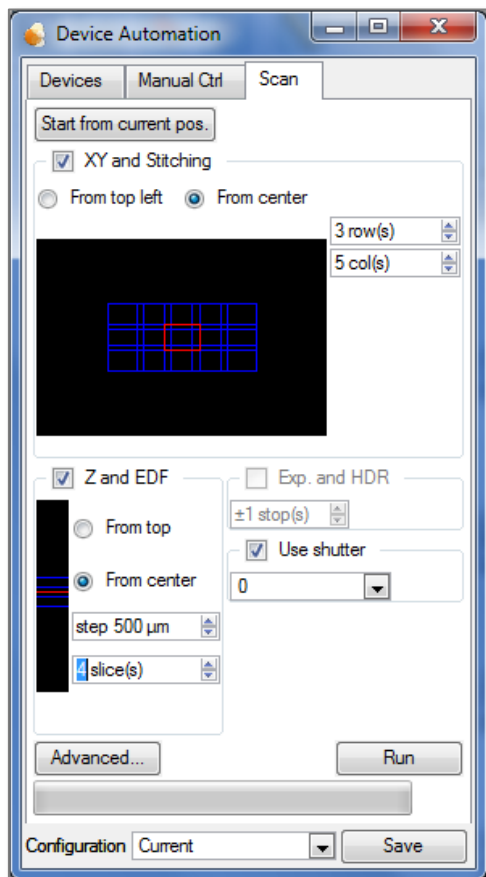 Device Automation
Devices Manual Ctrl Scan
Start from current pos.
XY and Stitching
From top left From center
3 row(s)
5 col(s)
Z and EDF
Exp. and HDR
±1 stop(s)
From top
Use shutter
From center
0
step 500 µm
4 slice(s)
Advanced... Run
Configuration Current Save